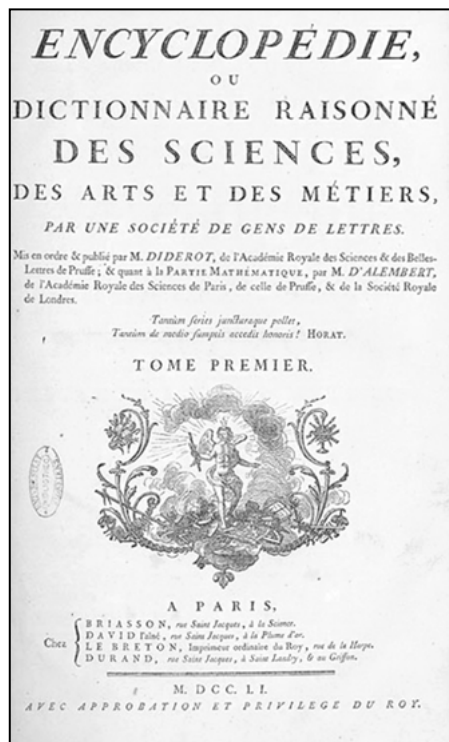 ENCYCLOPÉDIE,
OU
DICTIONNAIRE RAISONNÉ
DES SCIENCES,
DES ARTS ET DES MÉTIERS,
PAR UNE SOCIÉTÉ DE GENS DE LETTRES.
Mis en ordre & publié par M. DIDEROT, de l'Académie Royale des Sciences & des Belles-
Lettres de Prusse ; & quant à la PARTIE MATHÉMATIQUE, par M. D'ALEMBERT,
de l'Académie Royale des Sciences de Paris, de celle de Prusse, & de la Société Royale
de Londres.
Tantùm series juncturaque pollet,
Tantùm de medio sumptis accedit honoris ! HORAT.
TOME PREMIER.
A PARIS,
Chez
BRIASSON, rue Saint Jacques, à la Science.
DAVID l'aîné, rue Saint Jacques, à la Plume d'or.
LE BRETON, Imprimeur ordinaire du Roy, rue de la Harpe.
DURAND, rue Saint Jacques, à Saint Landry, & au Griffon.
M. DCC. LI.
AVEC APPROBATION ET PRIVILEGE DU ROY.